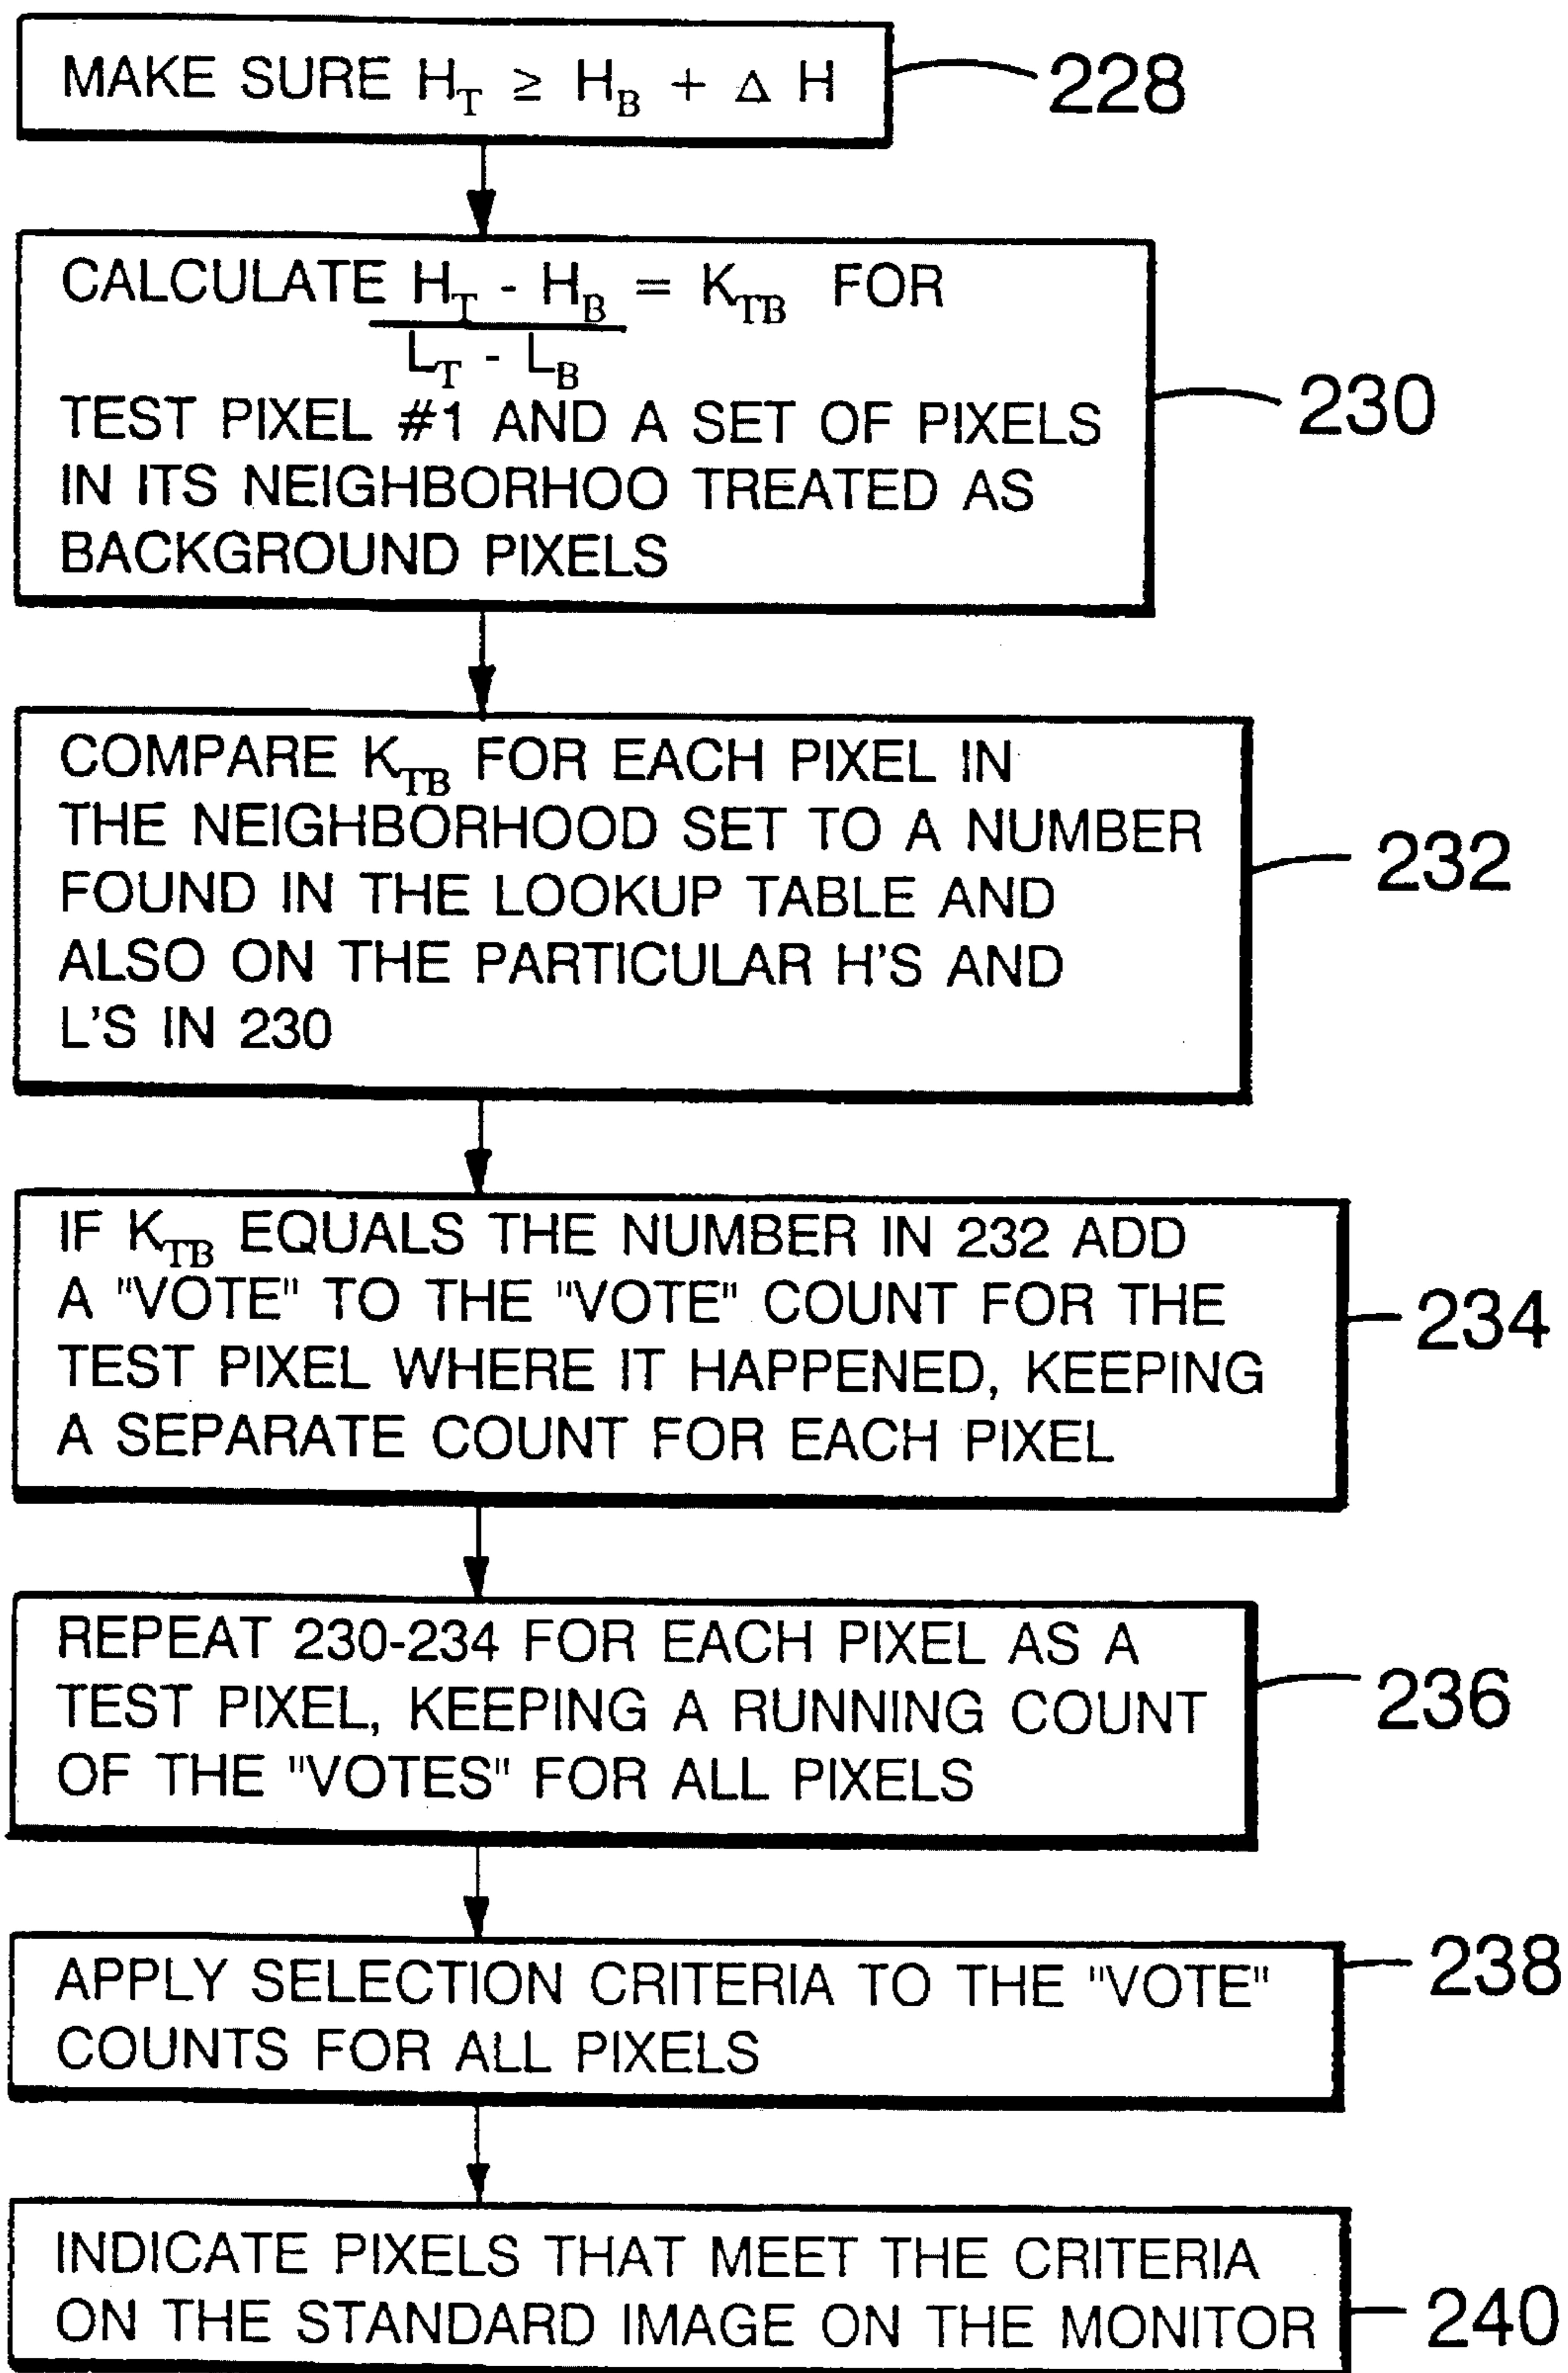 MAKE SURE H_T ≥ H_B + Δ H
228
CALCULATE H_T - H_B = K_TB FOR
L_T - L_B
TEST PIXEL #1 AND A SET OF PIXELS
IN ITS NEIGHBORHOO TREATED AS
BACKGROUND PIXELS
230
COMPARE K_TB FOR EACH PIXEL IN
THE NEIGHBORHOOD SET TO A NUMBER
FOUND IN THE LOOKUP TABLE AND
ALSO ON THE PARTICULAR H'S AND
L'S IN 230
232
IF K_TB EQUALS THE NUMBER IN 232 ADD
A "VOTE" TO THE "VOTE" COUNT FOR THE
TEST PIXEL WHERE IT HAPPENED, KEEPING
A SEPARATE COUNT FOR EACH PIXEL
234
REPEAT 230-234 FOR EACH PIXEL AS A
TEST PIXEL, KEEPING A RUNNING COUNT
OF THE "VOTES" FOR ALL PIXELS
236
APPLY SELECTION CRITERIA TO THE "VOTE"
COUNTS FOR ALL PIXELS
238
INDICATE PIXELS THAT MEET THE CRITERIA
ON THE STANDARD IMAGE ON THE MONITOR
240